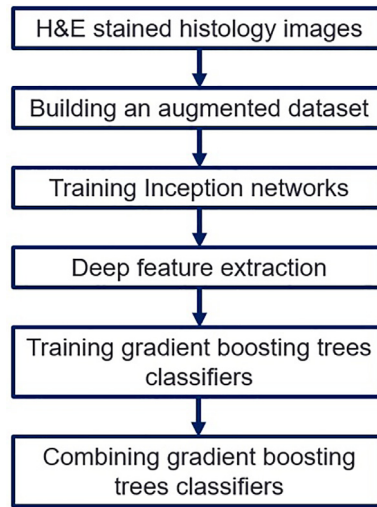 H&E stained histology images
Building an augmented dataset
Training Inception networks
Deep feature extraction
Training gradient boosting trees
classifiers
Combining gradient boosting
trees classifiers